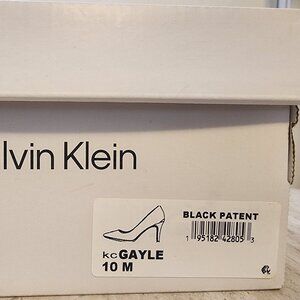 lvin Klein
BLACK PATENT
1 95182 42805 3
kcGAYLE
10 M